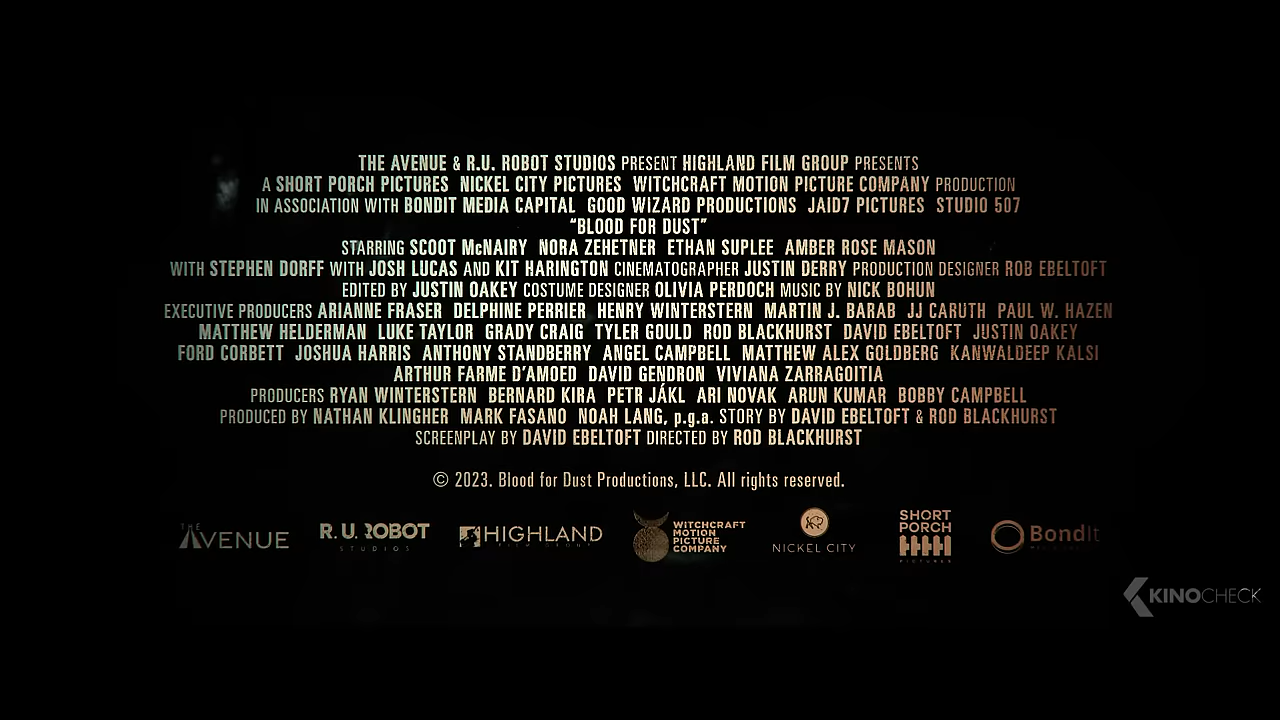 THE AVENUE & R.U. ROBOT STUDIOS PRESENT HIGHLAND FILM GROUP PRESENTS
A SHORT PORCH PICTURES NICKEL CITY PICTURES WITCHCRAFT MOTION PICTURE COMPANY PRODUCTION
IN ASSOCIATION WITH BONDIT MEDIA CAPITAL GOOD WIZARD PRODUCTIONS JAID7 PICTURES STUDIO 507
“BLOOD FOR DUST”
STARRING SCOOT McNAIRY NORA ZEHETNER ETHAN SUPLEE AMBER ROSE MASON
WITH STEPHEN DORFF WITH JOSH LUCAS AND KIT HARINGTON CINEMATOGRAPHER JUSTIN DERRY PRODUCTION DESIGNER ROB EBELTOFT
EDITED BY JUSTIN OAKEY COSTUME DESIGNER OLIVIA PERDOCH MUSIC BY NICK BOHUN
EXECUTIVE PRODUCERS ARIANNE FRASER DELPHINE PERRIER HENRY WINTERSTERN MARTIN J. BARAB JJ CARUTH PAUL W. HAZEN
MATTHEW HELDERMAN LUKE TAYLOR GRADY CRAIG TYLER GOULD ROD BLACKHURST DAVID EBELTOFT JUSTIN OAKEY
FORD CORBETT JOSHUA HARRIS ANTHONY STANDBERRY ANGEL CAMPBELL MATTHEW ALEX GOLDBERG KANWALDEEP KALSI
ARTHUR FARME D’AMOED DAVID GENDRON VIVIANA ZARRAGOITIA
PRODUCERS RYAN WINTERSTERN BERNARD KIRA PETR JÁKL ARI NOVAK ARUN KUMAR BOBBY CAMPBELL
PRODUCED BY NATHAN KLINGHER MARK FASANO NOAH LANG, p.g.a. STORY BY DAVID EBELTOFT & ROD BLACKHURST
SCREENPLAY BY DAVID EBELTOFT DIRECTED BY ROD BLACKHURST
© 2023. Blood for Dust Productions, LLC. All rights reserved.
THE AVENUE
R.U. ROBOT
STUDIOS
HIGHLAND
FILM GROUP
WITCHCRAFT
MOTION
PICTURE
COMPANY
NICKEL CITY
SHORT
PORCH
PICTURES
BondIt
KINOCHECK